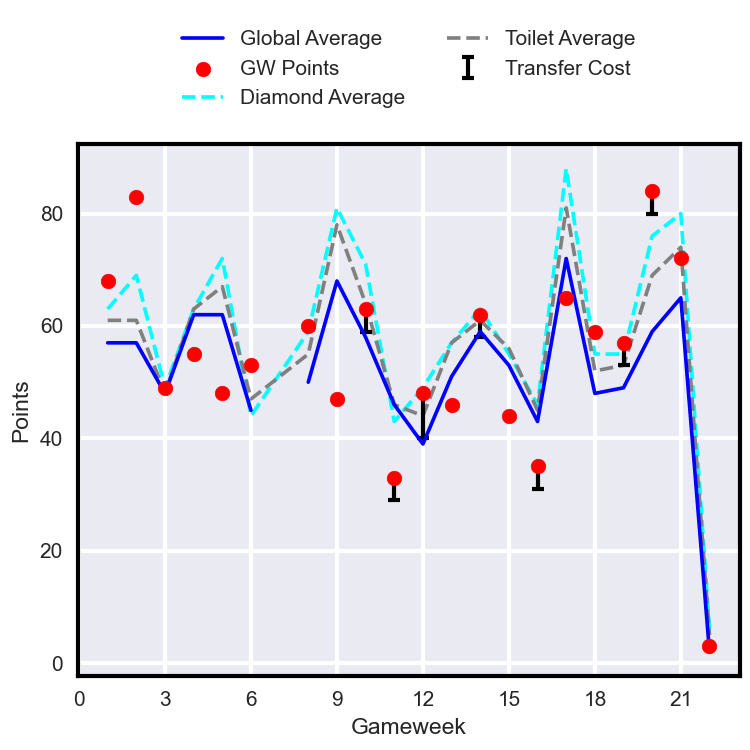 Global Average
GW Points
Diamond Average
Toilet Average
Transfer Cost
Points
80
60
40
20
0
0 3 6 9 12 15 18 21
Gameweek